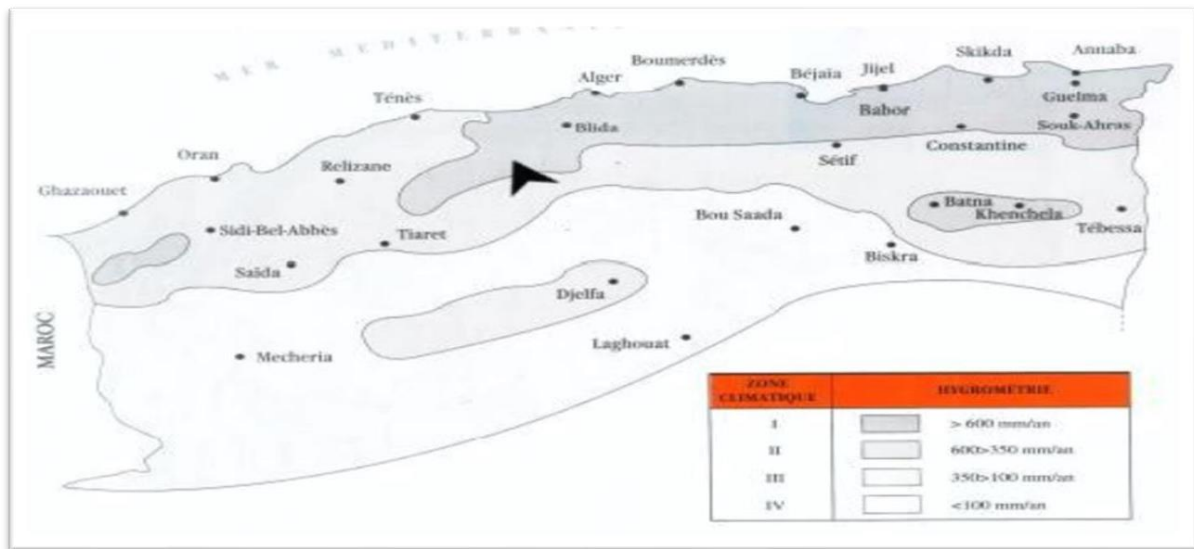 MER MEDITERRAN
Skikda
Annaba
Boumerdès
Béjaia
Jijel
Alger
Guelma
Ténès
Babor
Blida
Souk-Ahras
Constantine
Oran
Sétif
Relizane
Ghazaouet
Batna
Khenchela
Bou Saada
Tébessa
Sidi-Bel-Abbès
Tiaret
Biskra
Saïda
Djelfa
MAROC
Laghouat
Mecheria
ZONE CLIMATIQUE
HYGROMÉTRIE
I > 600 mm/an
II 600>350 mm/an
III 350>100 mm/an
IV <100 mm/an